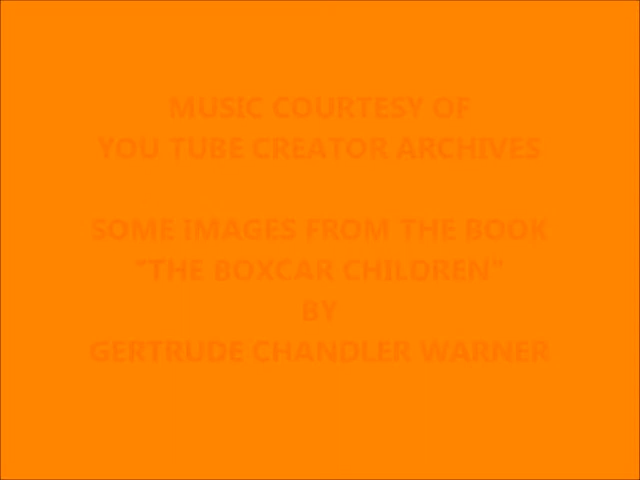 MUSIC COURTESY OF
YOU TUBE CREATOR ARCHIVES
SOME IMAGES FROM THE BOOK
"THE BOXCAR CHILDREN"
BY
GERTRUDE CHANDLER WARNER